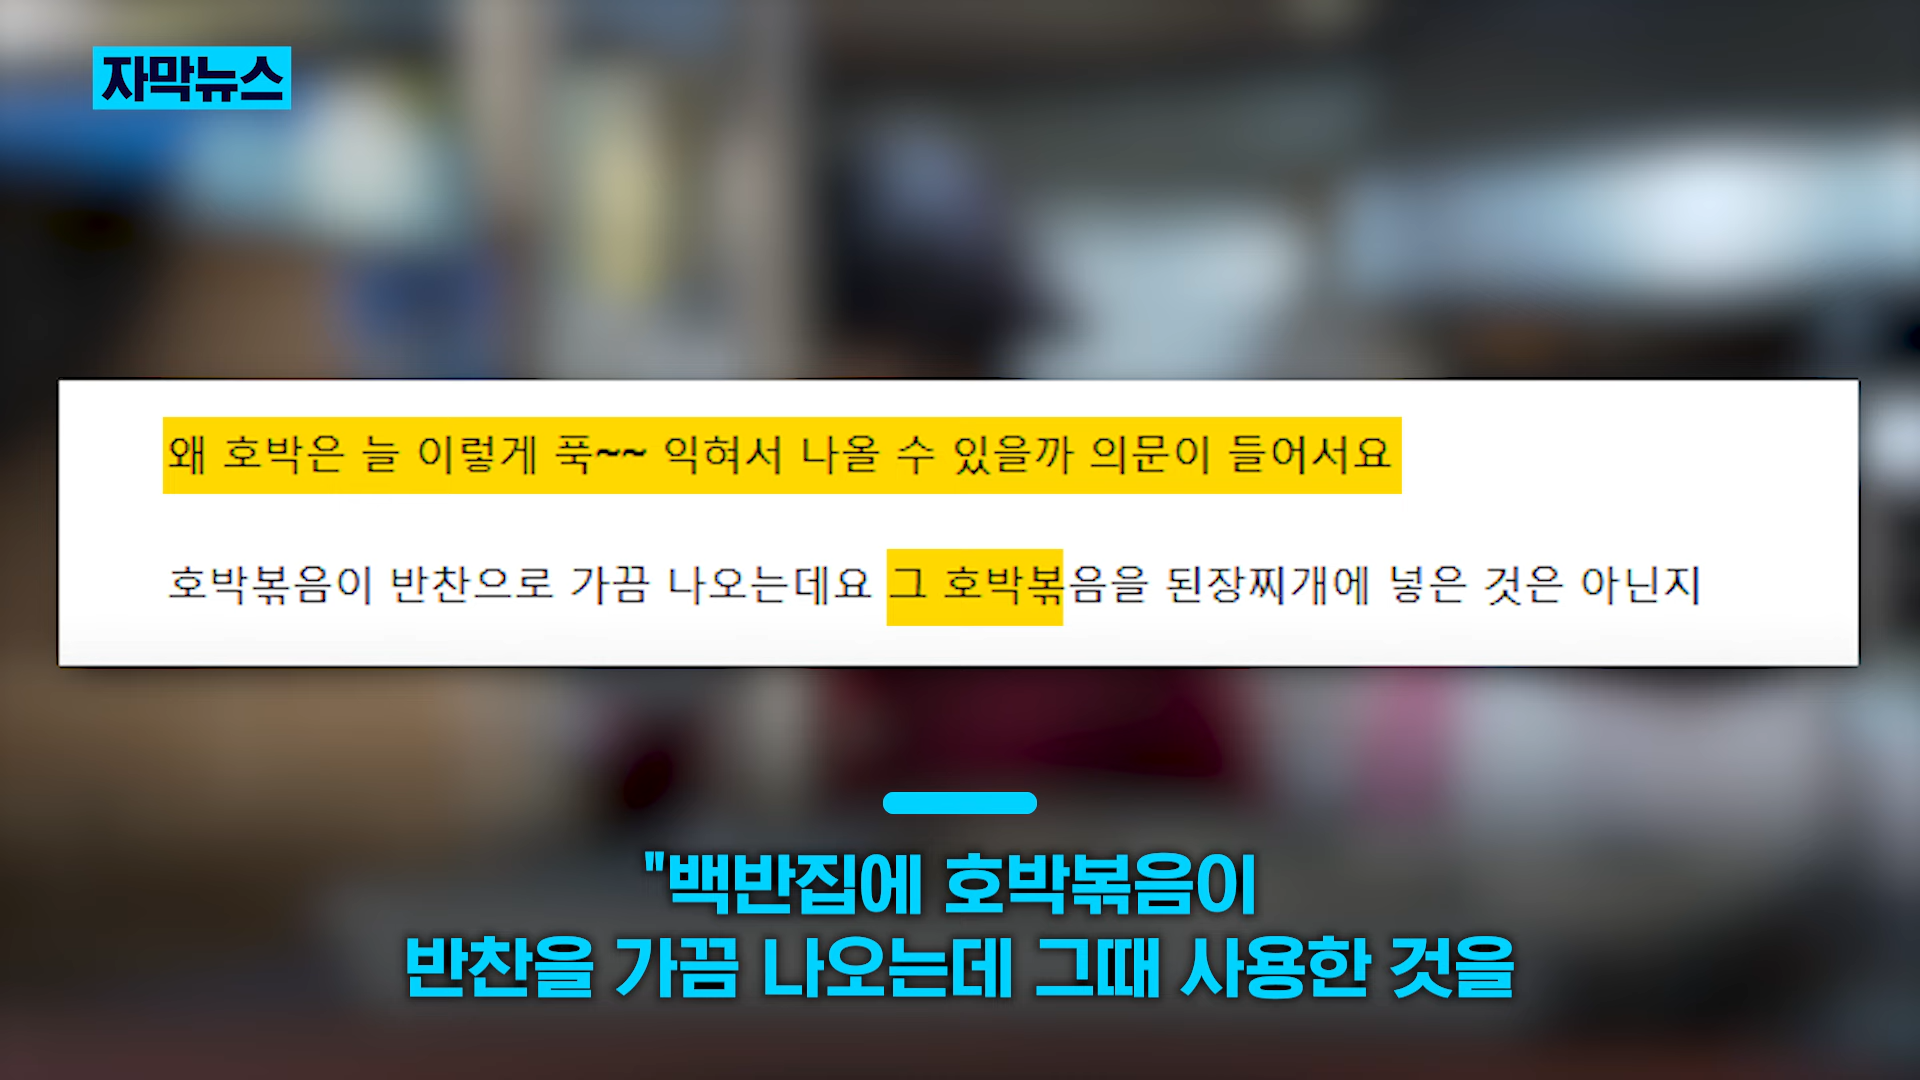 자막뉴스
왜 호박은 늘 이렇게 푹~~ 익혀서 나올 수 있을까 의문이 들어서요
호박볶음이 반찬으로 가끔 나오는데요 그 호박볶음을 된장찌개에 넣은 것은 아닌지
"백반집에 호박볶음이
반찬을 가끔 나오는데 그때 사용한 것을